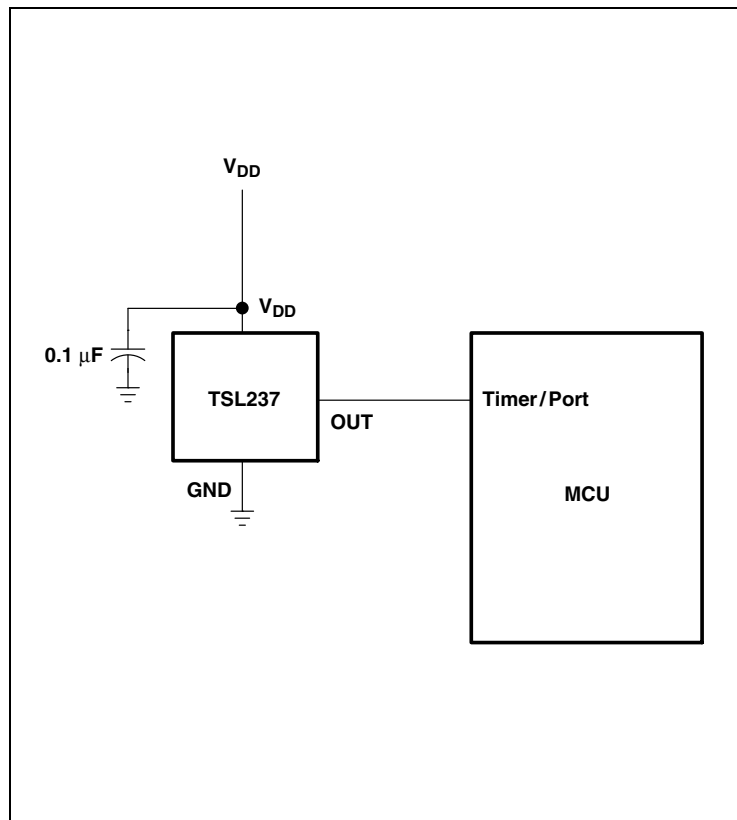 VDD
VDD
0.1 μF
TSL237
OUT
Timer/Port
GND
MCU